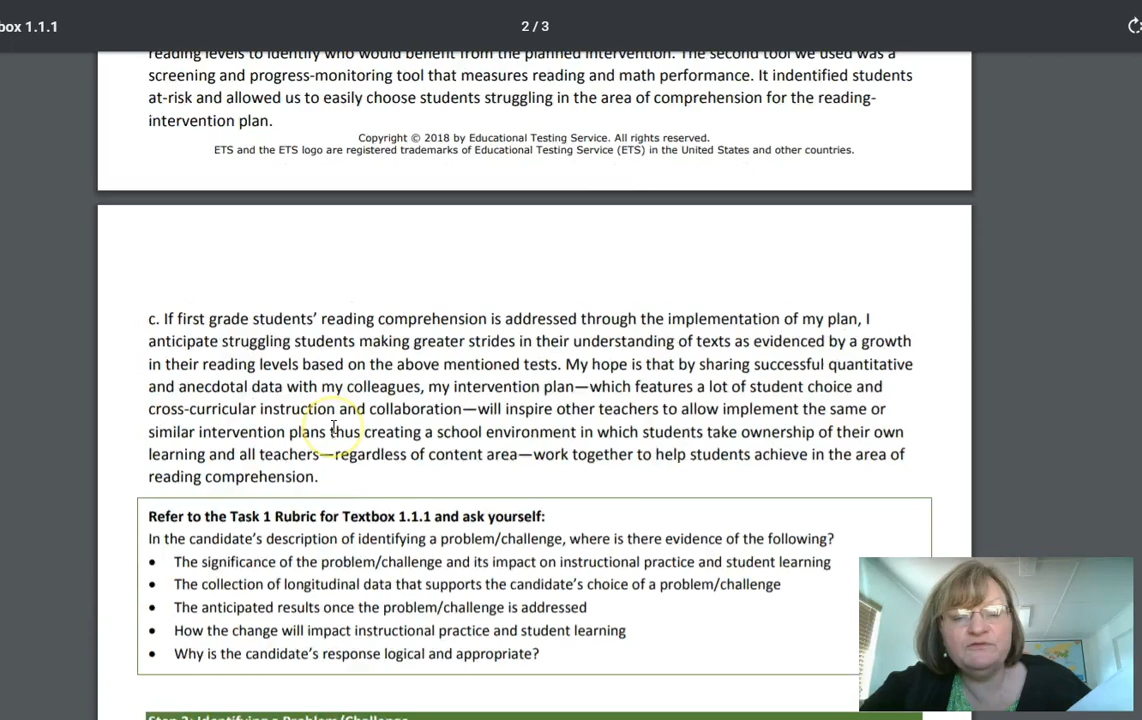 box 1.1.1
2 / 3
reading levels to identify who would benefit from the planned intervention. The second tool we used was a
screening and progress-monitoring tool that measures reading and math performance. It indentified students
at-risk and allowed us to easily choose students struggling in the area of comprehension for the reading-
intervention plan.
Copyright © 2018 by Educational Testing Service. All rights reserved.
ETS and the ETS logo are registered trademarks of Educational Testing Service (ETS) in the United States and other countries.
c. If first grade students’ reading comprehension is addressed through the implementation of my plan, I
anticipate struggling students making greater strides in their understanding of texts as evidenced by a growth
in their reading levels based on the above mentioned tests. My hope is that by sharing successful quantitative
and anecdotal data with my colleagues, my intervention plan—which features a lot of student choice and
cross-curricular instruction and collaboration—will inspire other teachers to allow implement the same or
similar intervention plans thus creating a school environment in which students take ownership of their own
learning and all teachers—regardless of content area—work together to help students achieve in the area of
reading comprehension.
Refer to the Task 1 Rubric for Textbox 1.1.1 and ask yourself:
In the candidate’s description of identifying a problem/challenge, where is there evidence of the following?
• The significance of the problem/challenge and its impact on instructional practice and student learning
• The collection of longitudinal data that supports the candidate’s choice of a problem/challenge
• The anticipated results once the problem/challenge is addressed
• How the change will impact instructional practice and student learning
• Why is the candidate’s response logical and appropriate?
Step 2: Identifying a Problem/Challenge